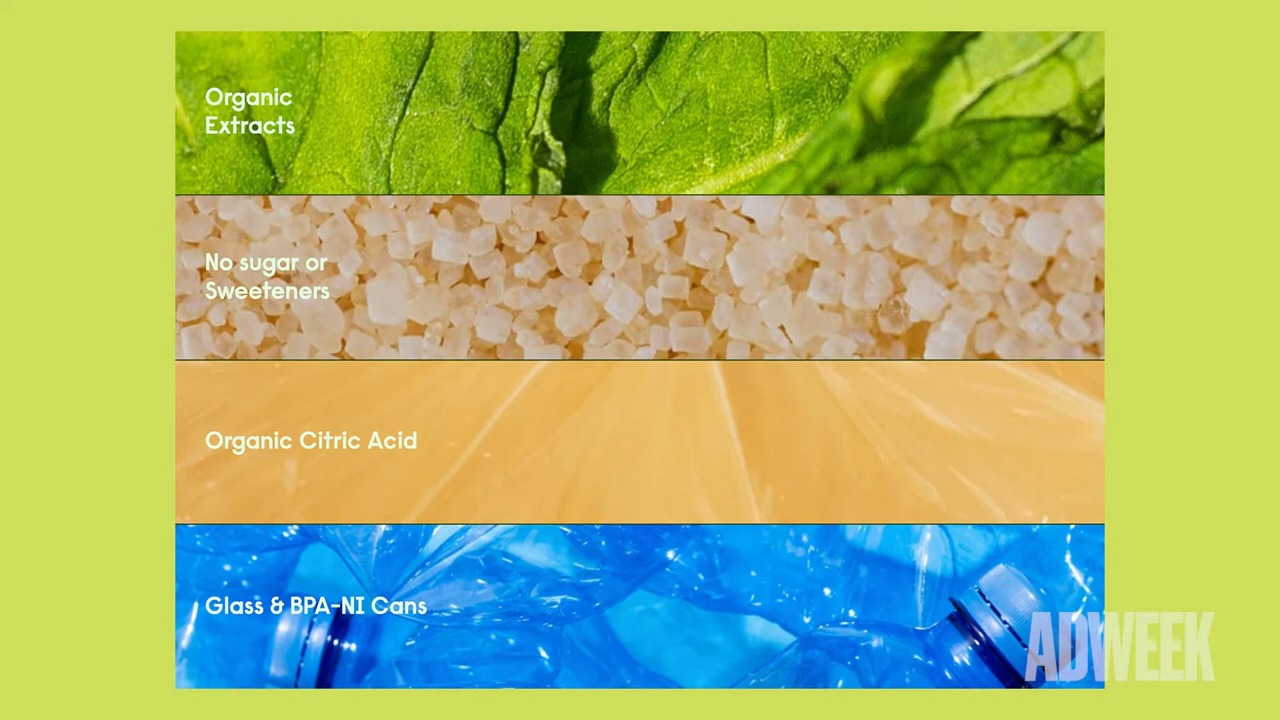 Organic
Extracts
No sugar or
Sweeteners
Organic Citric Acid
Glass & BPA-NI Cans
ADWEEK